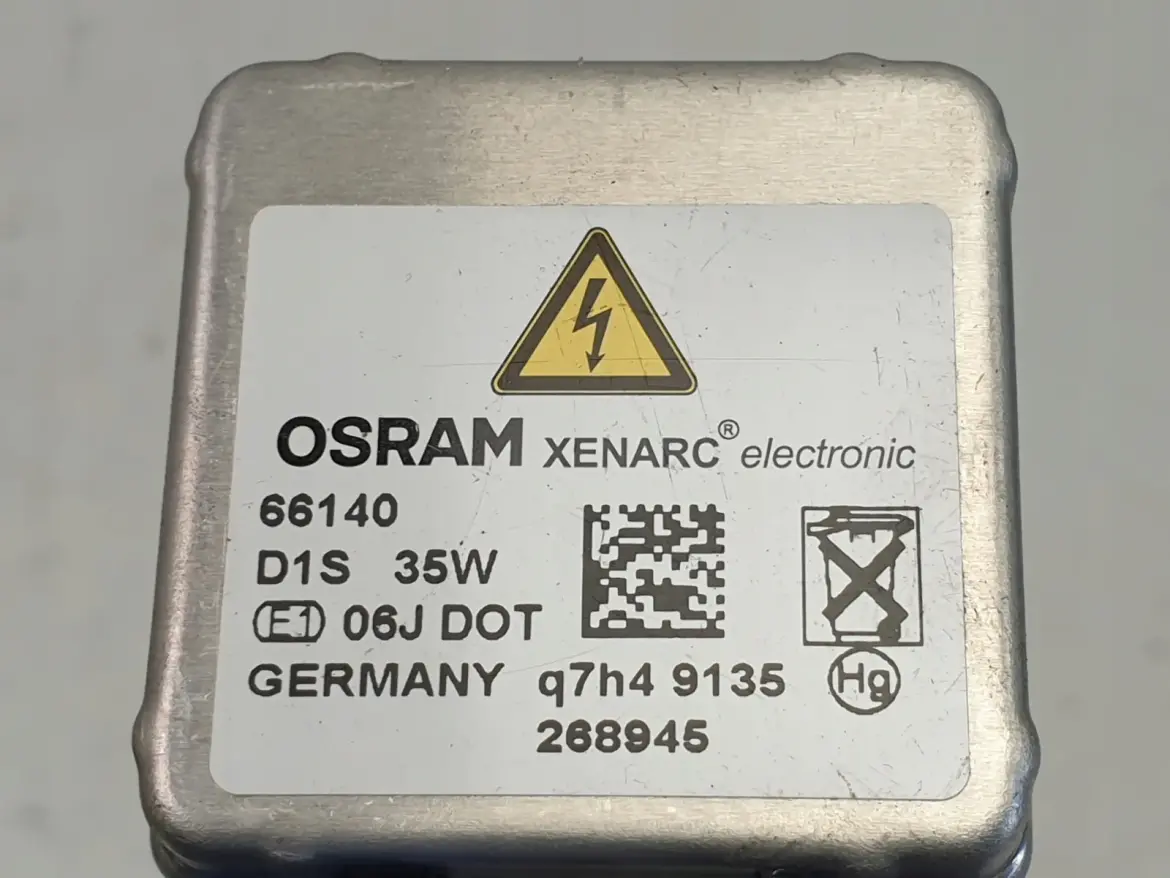 OSRAM XENARC® electronic
66140
D1S 35W
E1 06J DOT
GERMANY q7h4 9135
268945
Hg